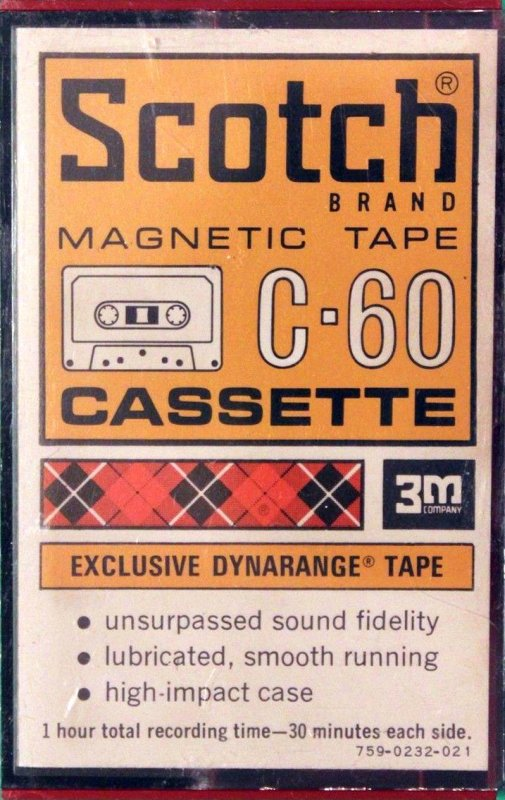 Scotch®
BRAND
MAGNETIC TAPE
C-60
CASSETTE
3M
COMPANY
EXCLUSIVE DYNARANGE® TAPE
• unsurpassed sound fidelity
• lubricated, smooth running
• high-impact case
1 hour total recording time—30 minutes each side.
759-0232-021